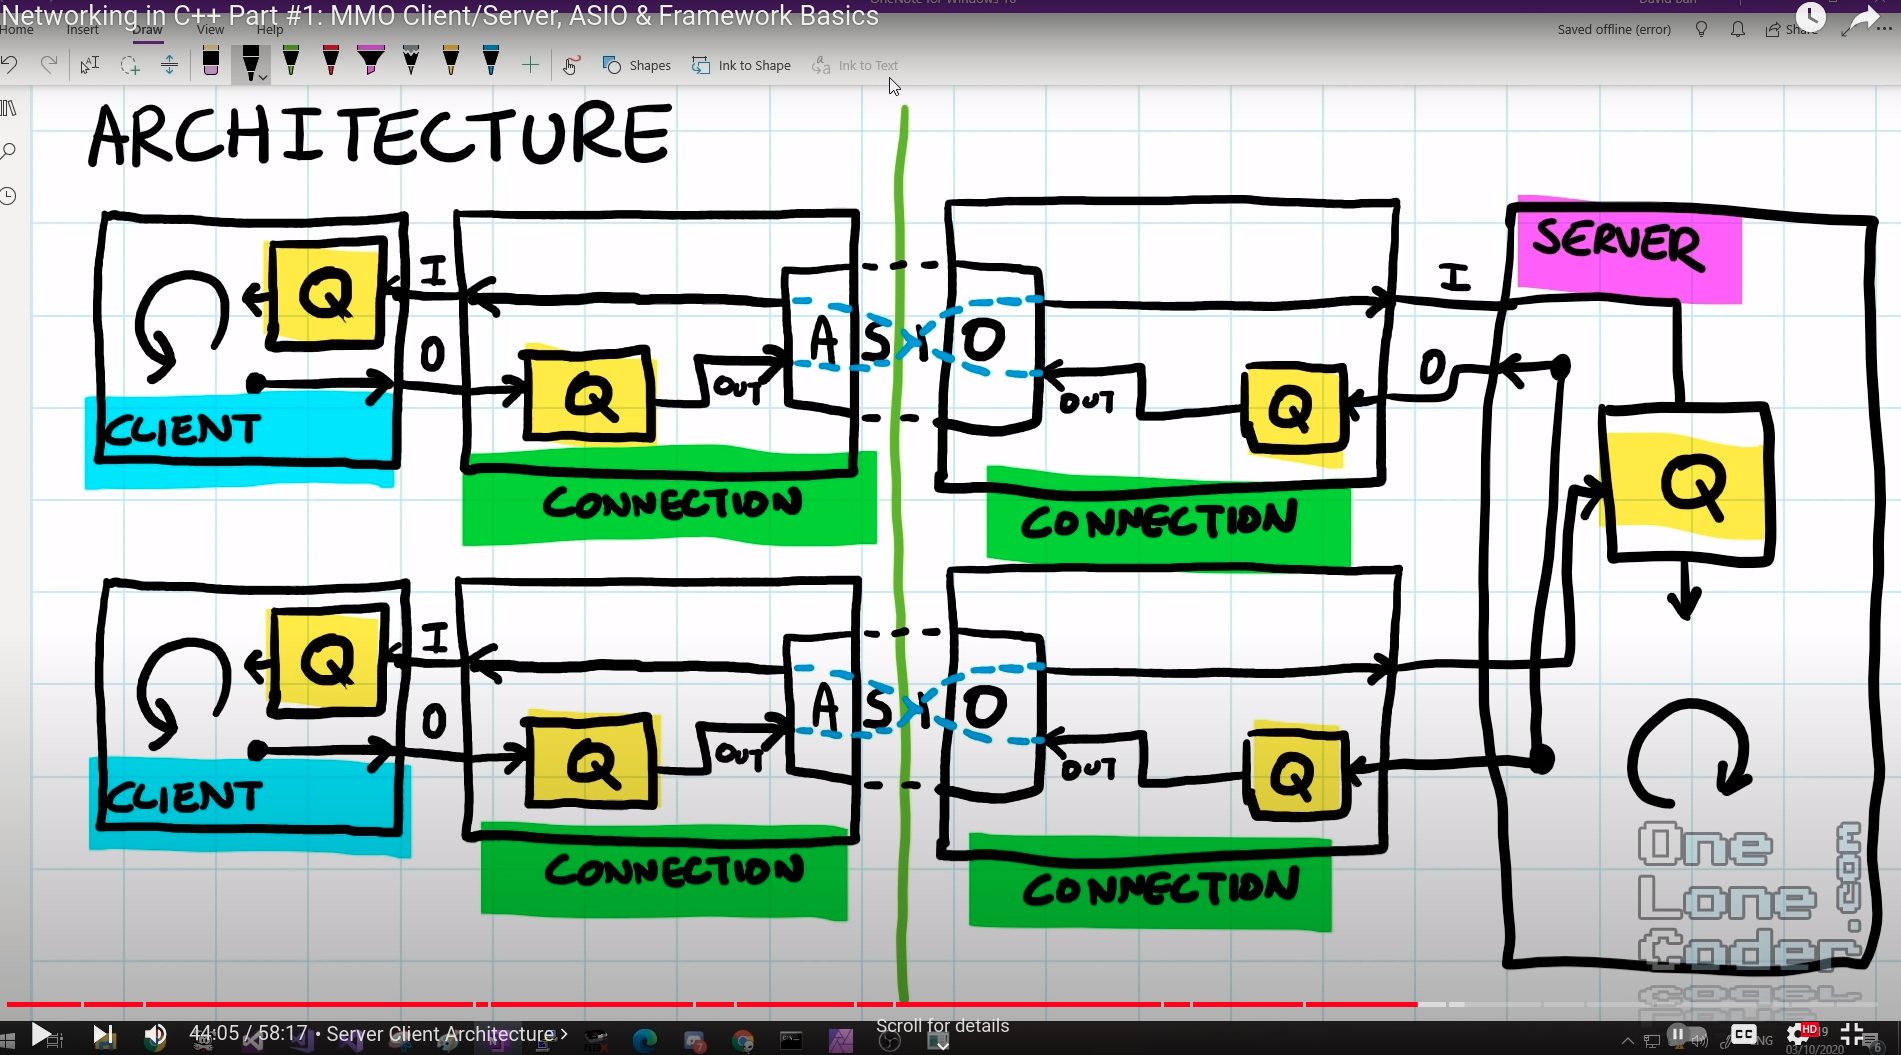 Networking in C++ Part #1: MMO Client/Server, ASIO & Framework Basics
Home Insert Draw View Help
Saved offline (error)
Share
Shapes
Ink to Shape
Ink to Text
ARCHITECTURE
SERVER
Q
I
O
Q
OUT
A S I O
OUT
Q
I
O
Q
CLIENT
CONNECTION
CONNECTION
Q
I
O
Q
OUT
A S I O
OUT
Q
CLIENT
CONNECTION
CONNECTION
One
Lone
Coder
.com
44:05 / 58:17 • Server Client Architecture
Scroll for details
CC
HD
03/10/2020